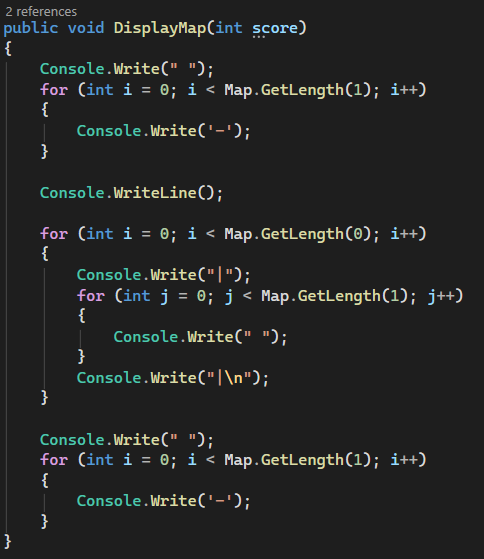 2 references
public void DisplayMap(int score)
{
    Console.Write(" ");
    for (int i = 0; i < Map.GetLength(1); i++)
    {
        Console.Write('-');
    }

    Console.WriteLine();

    for (int i = 0; i < Map.GetLength(0); i++)
    {
        Console.Write("|");
        for (int j = 0; j < Map.GetLength(1); j++)
        {
            Console.Write(" ");
        }
        Console.Write("|\n");
    }

    Console.Write(" ");
    for (int i = 0; i < Map.GetLength(1); i++)
    {
        Console.Write('-');
    }
}